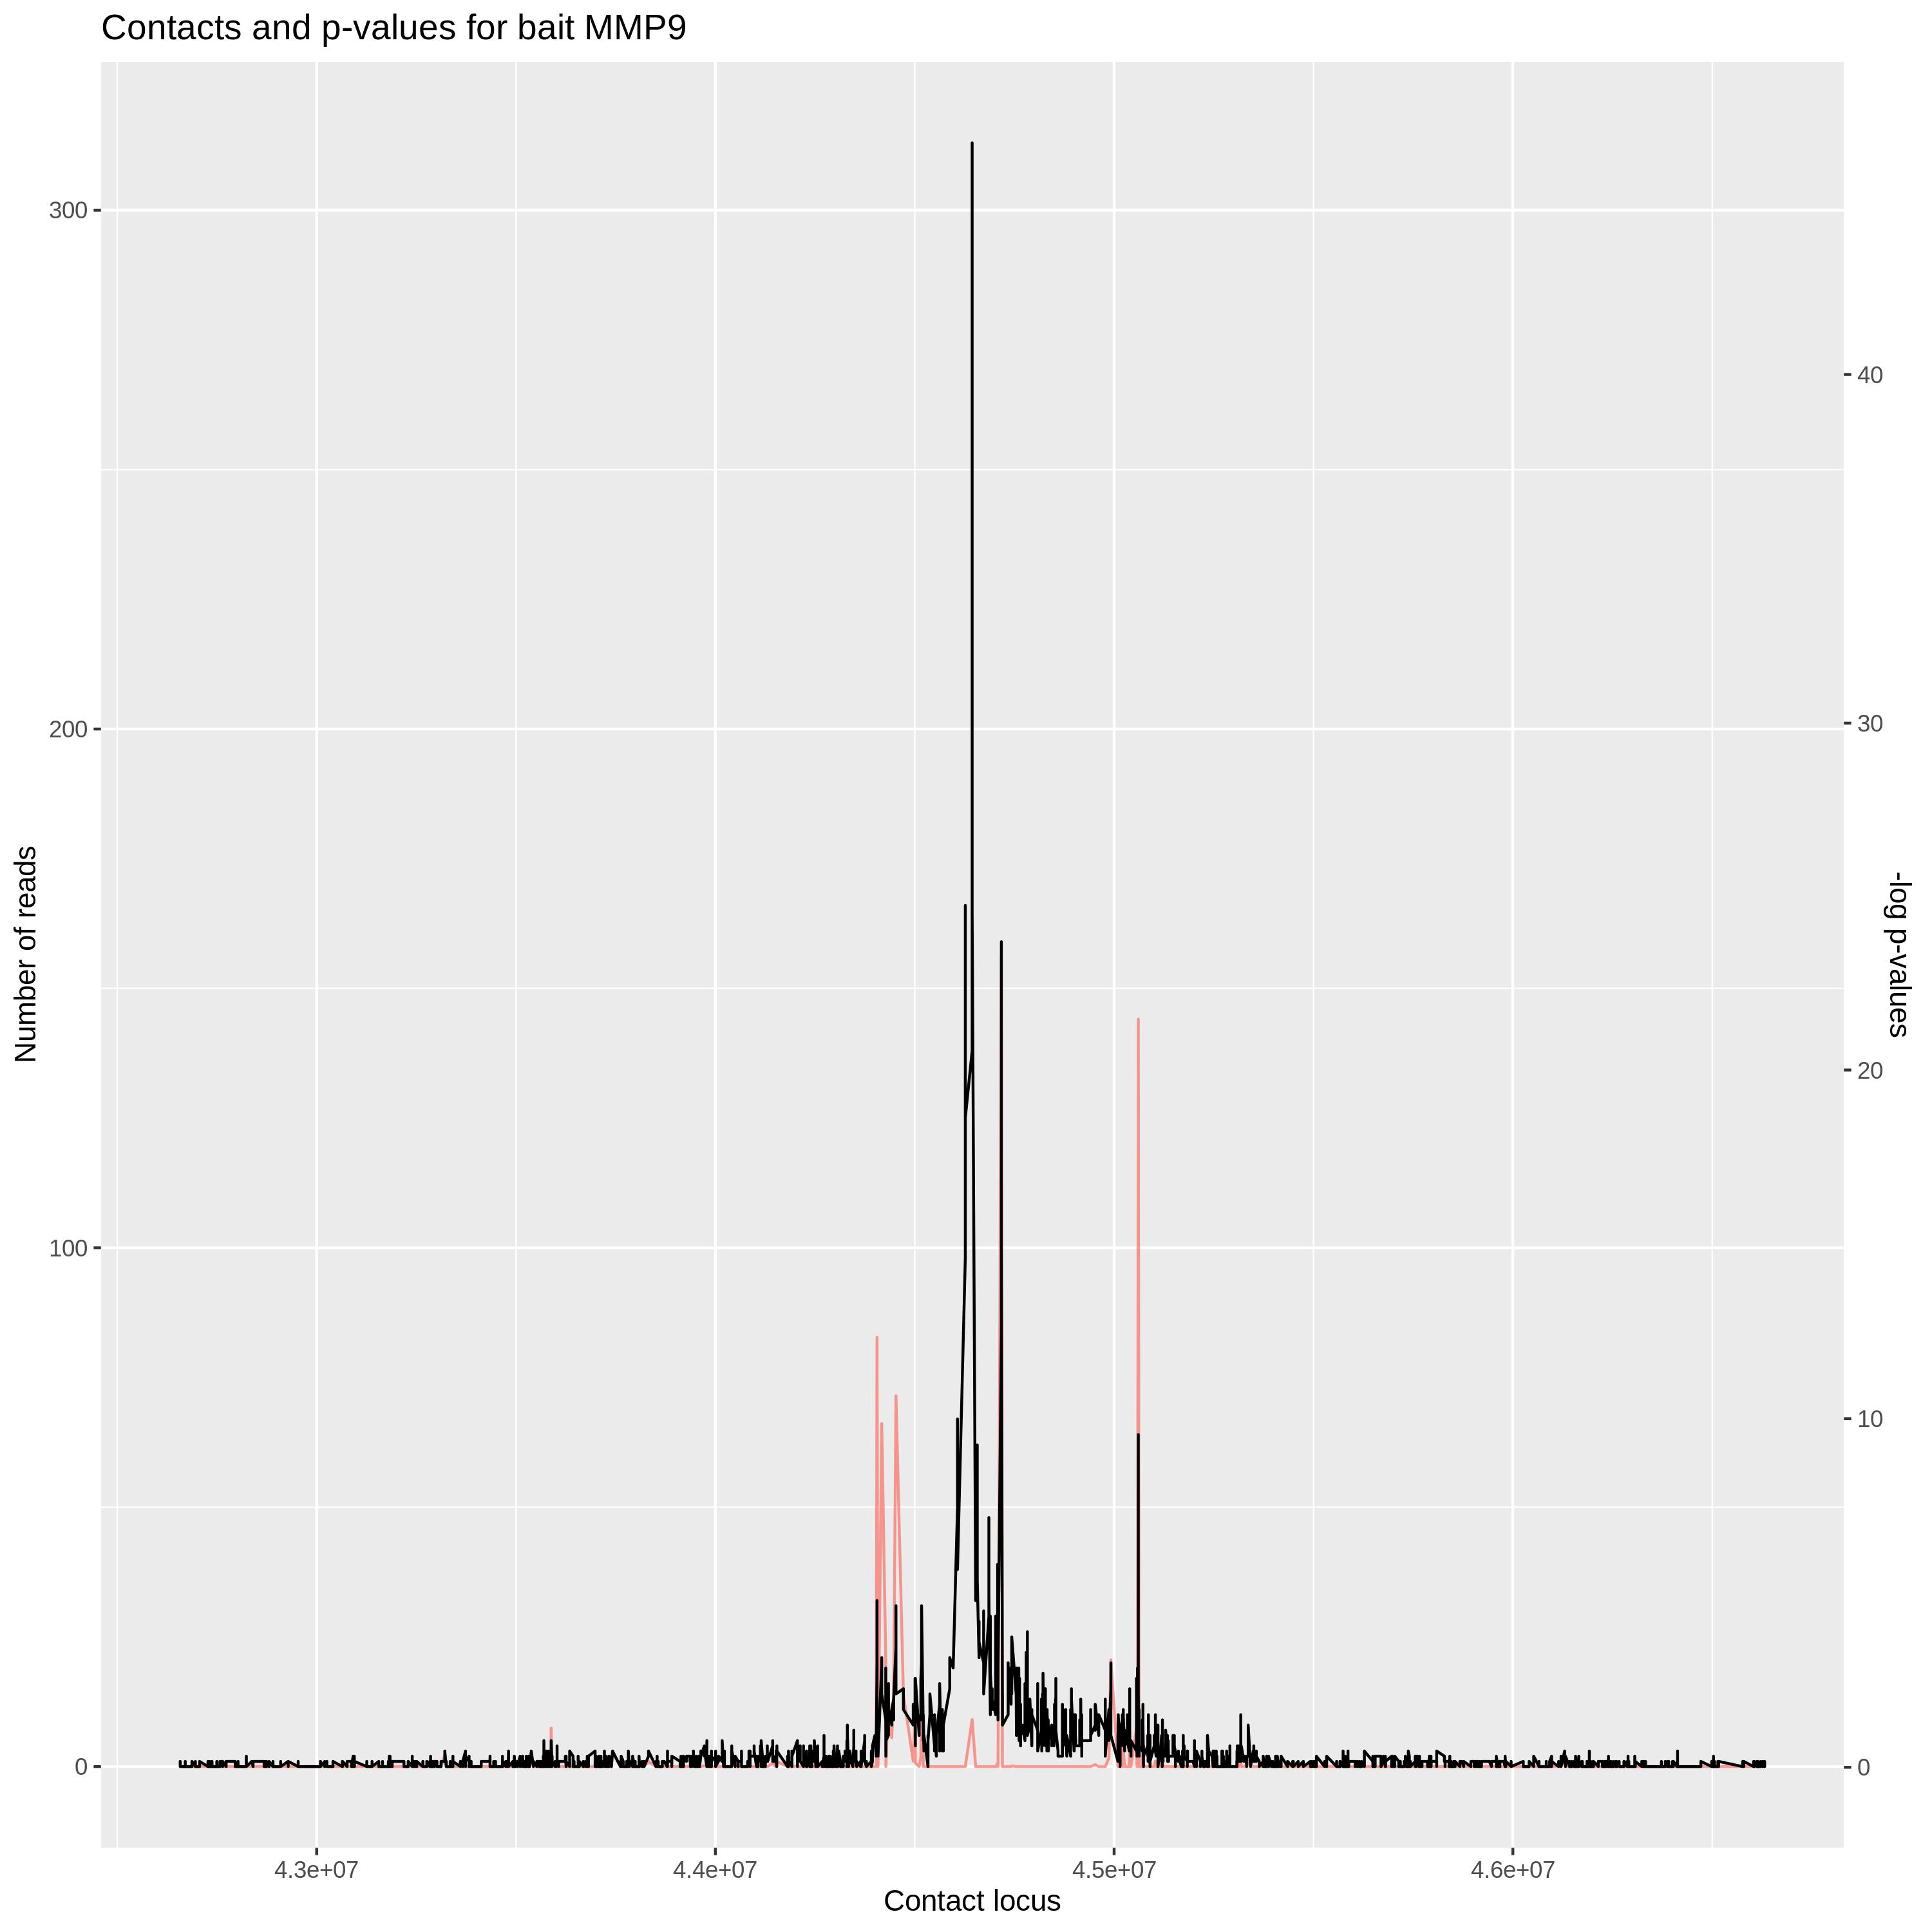 Contacts and p-values for bait MMP9
300
200
100
0
40
30
20
10
0
Number of reads
-log p-values
4.3e+07
4.4e+07
4.5e+07
4.6e+07
Contact locus